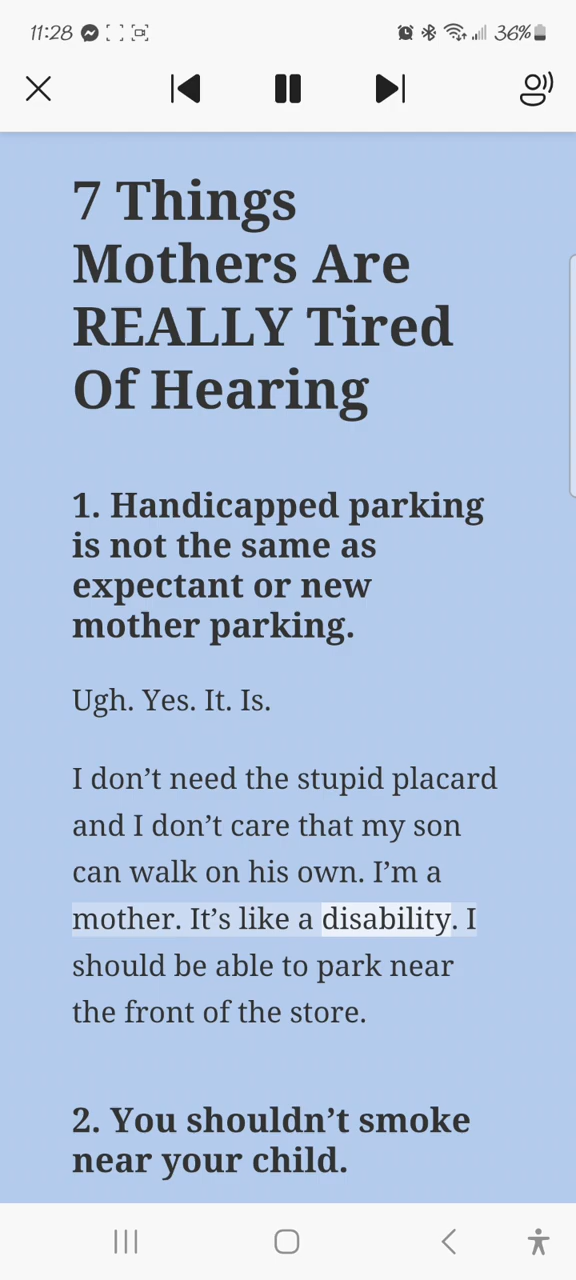 11:28 36%
7 Things
Mothers Are
REALLY Tired
Of Hearing
1. Handicapped parking
is not the same as
expectant or new
mother parking.
Ugh. Yes. It. Is.
I don’t need the stupid placard
and I don’t care that my son
can walk on his own. I’m a
mother. It’s like a disability. I
should be able to park near
the front of the store.
2. You shouldn’t smoke
near your child.